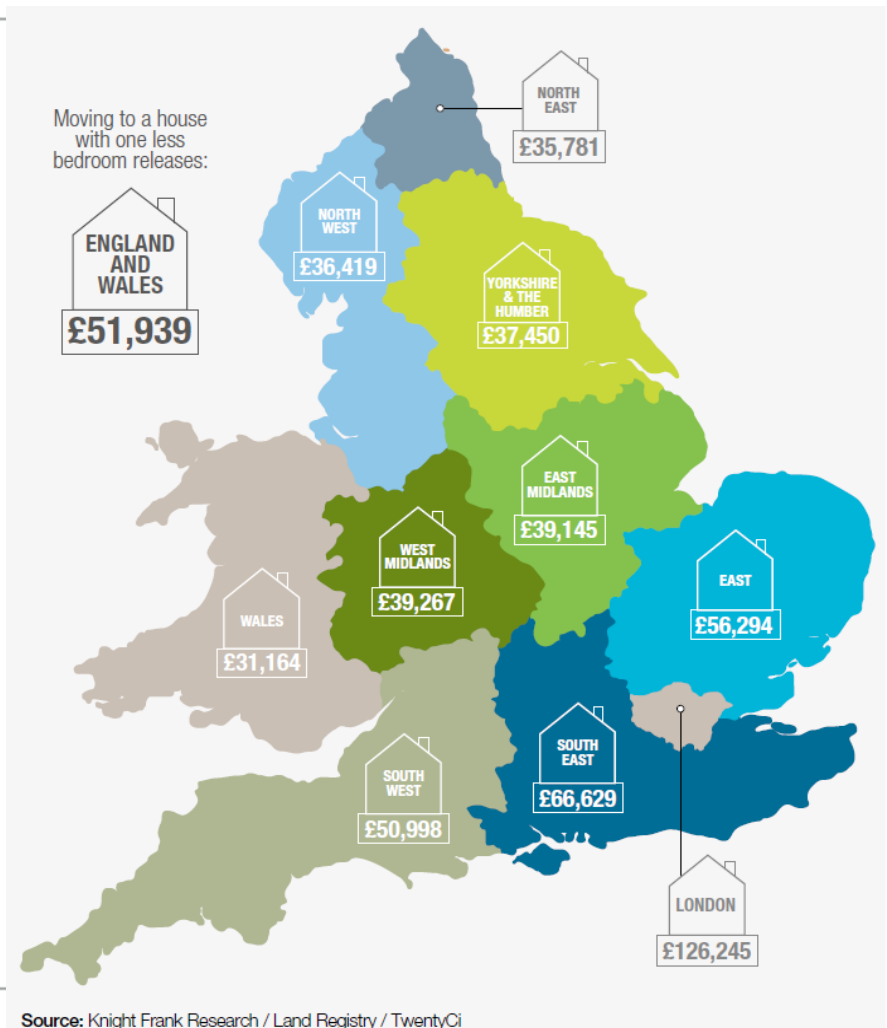 Moving to a house
with one less
bedroom releases:
ENGLAND
AND
WALES
£51,939
NORTH
EAST
£35,781
NORTH
WEST
£36,419
YORKSHIRE
& THE
HUMBER
£37,450
EAST
MIDLANDS
£39,145
WEST
MIDLANDS
£39,267
EAST
£56,294
WALES
£31,164
SOUTH
EAST
£66,629
SOUTH
WEST
£50,998
LONDON
£126,245
Source: Knight Frank Research / Land Registry / TwentyCi